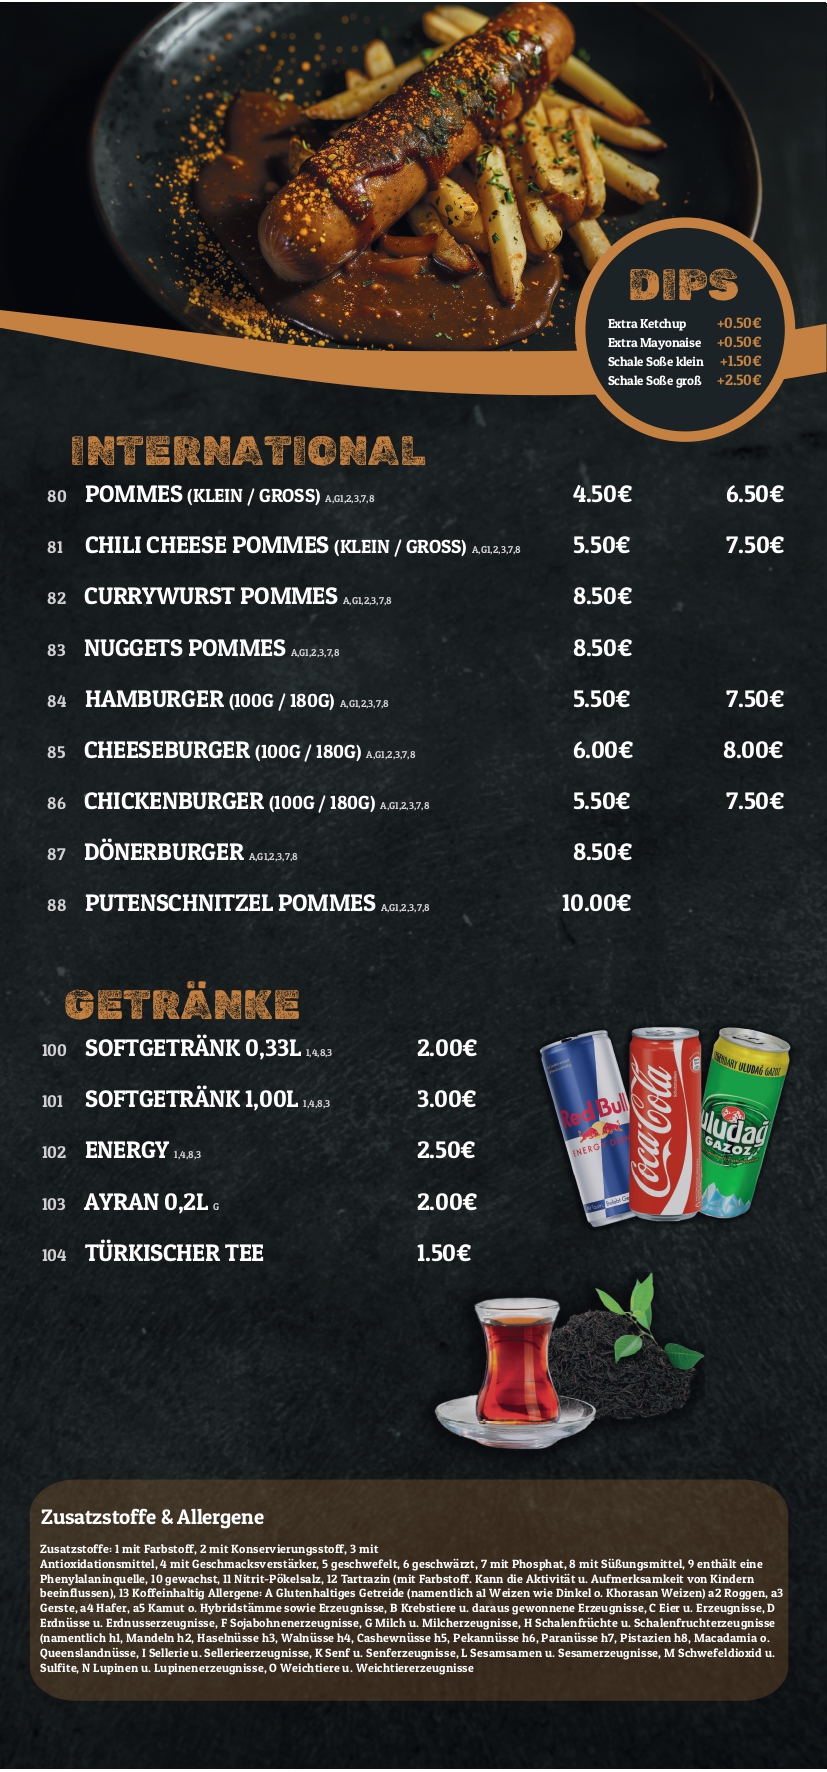 DIPS
Extra Ketchup +0.50€
Extra Mayonaise +0.50€
Schale Soße klein +1.50€
Schale Soße groß +2.50€
INTERNATIONAL
80 POMMES (KLEIN / GROSS) A,G1,2,3,7,8 4.50€ 6.50€
81 CHILI CHEESE POMMES (KLEIN / GROSS) A,G1,2,3,7,8 5.50€ 7.50€
82 CURRYWURST POMMES A,G1,2,3,7,8 8.50€
83 NUGGETS POMMES A,G1,2,3,7,8 8.50€
84 HAMBURGER (100G / 180G) A,G1,2,3,7,8 5.50€ 7.50€
85 CHEESEBURGER (100G / 180G) A,G1,2,3,7,8 6.00€ 8.00€
86 CHICKENBURGER (100G / 180G) A,G1,2,3,7,8 5.50€ 7.50€
87 DÖNERBURGER A,G1,2,3,7,8 8.50€
88 PUTENSCHNITZEL POMMES A,G1,2,3,7,8 10.00€
GETRÄNKE
100 SOFTGETRÄNK 0,33L 1,4,8,3 2.00€
101 SOFTGETRÄNK 1,00L 1,4,8,3 3.00€
102 ENERGY 1,4,8,3 2.50€
103 AYRAN 0,2L G 2.00€
104 TÜRKISCHER TEE 1.50€
Red Bull
ENERGY
Coca-Cola
LEGENDARY ULUDAĞ GAZOZ
uludağ
GAZOZ
Zusatzstoffe & Allergene
Zusatzstoffe: 1 mit Farbstoff, 2 mit Konservierungsstoff, 3 mit
Antioxidationsmittel, 4 mit Geschmacksverstärker, 5 geschwefelt, 6 geschwärzt, 7 mit Phosphat, 8 mit Süßungsmittel, 9 enthält eine
Phenylalaninquelle, 10 gewachst, 11 Nitrit-Pökelsalz, 12 Tartrazin (mit Farbstoff. Kann die Aktivität u. Aufmerksamkeit von Kindern
beeinflussen), 13 Koffeinhaltig Allergene: A Glutenhaltiges Getreide (namentlich a1 Weizen wie Dinkel o. Khorasan Weizen) a2 Roggen, a3
Gerste, a4 Hafer, a5 Kamut o. Hybridstämme sowie Erzeugnisse, B Krebstiere u. daraus gewonnene Erzeugnisse, C Eier u. Erzeugnisse, D
Erdnüsse u. Erdnusserzeugnisse, F Sojabohnenerzeugnisse, G Milch u. Milcherzeugnisse, H Schalenfrüchte u. Schalenfruchterzeugnisse
(namentlich h1, Mandeln h2, Haselnüsse h3, Walnüsse h4, Cashewnüsse h5, Pekannüsse h6, Paranüsse h7, Pistazien h8, Macadamia o.
Queenslandnüsse, I Sellerie u. Sellerieerzeugnisse, K Senf u. Senferzeugnisse, L Sesamsamen u. Sesamerzeugnisse, M Schwefeldioxid u.
Sulfite, N Lupinen u. Lupinenerzeugnisse, O Weichtiere u. Weichtiererzeugnisse